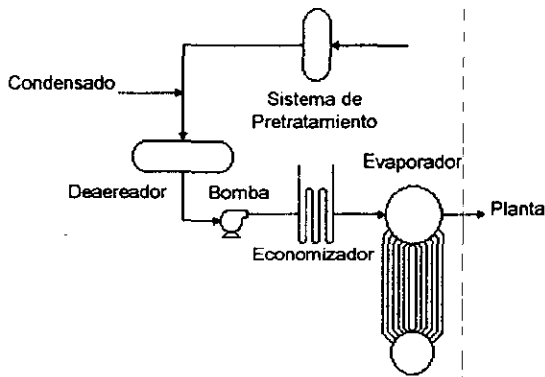 Condensado
Sistema de
Pretratamiento
Evaporador
Deaereador
Bomba
Planta
Economizador